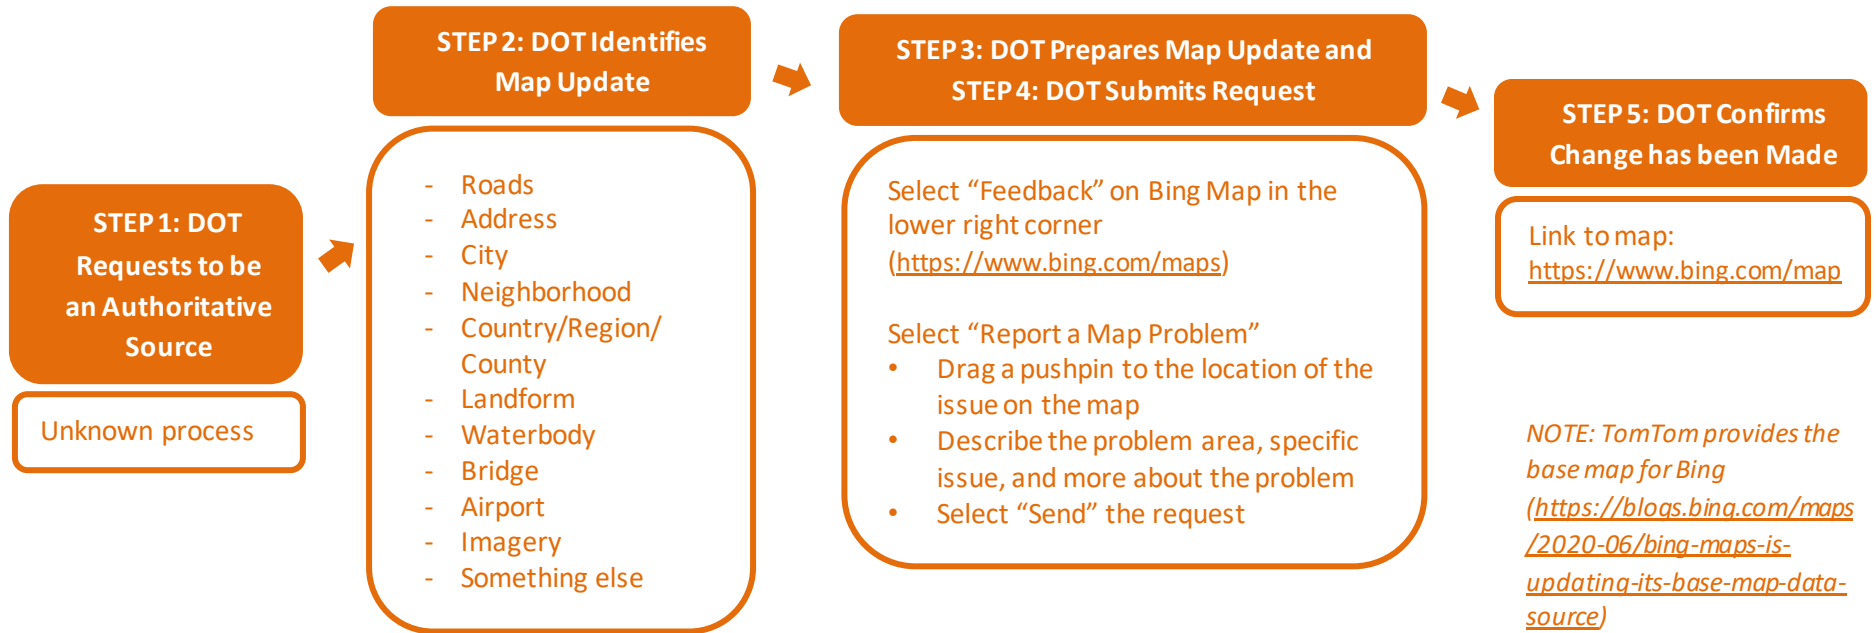 STEP 1: DOT
Requests to be
an Authoritative
Source
Unknown process
STEP 2: DOT Identifies
Map Update
- Roads
- Address
- City
- Neighborhood
- Country/Region/
County
- Landform
- Waterbody
- Bridge
- Airport
- Imagery
- Something else
STEP 3: DOT Prepares Map Update and
STEP 4: DOT Submits Request
Select “Feedback” on Bing Map in the
lower right corner
(https://www.bing.com/maps)
Select “Report a Map Problem”
• Drag a pushpin to the location of the
issue on the map
• Describe the problem area, specific
issue, and more about the problem
• Select “Send” the request
STEP 5: DOT Confirms
Change has been Made
Link to map:
https://www.bing.com/map
NOTE: TomTom provides the
base map for Bing
(https://blogs.bing.com/maps
/2020-06/bing-maps-is-
updating-its-base-map-data-
source)